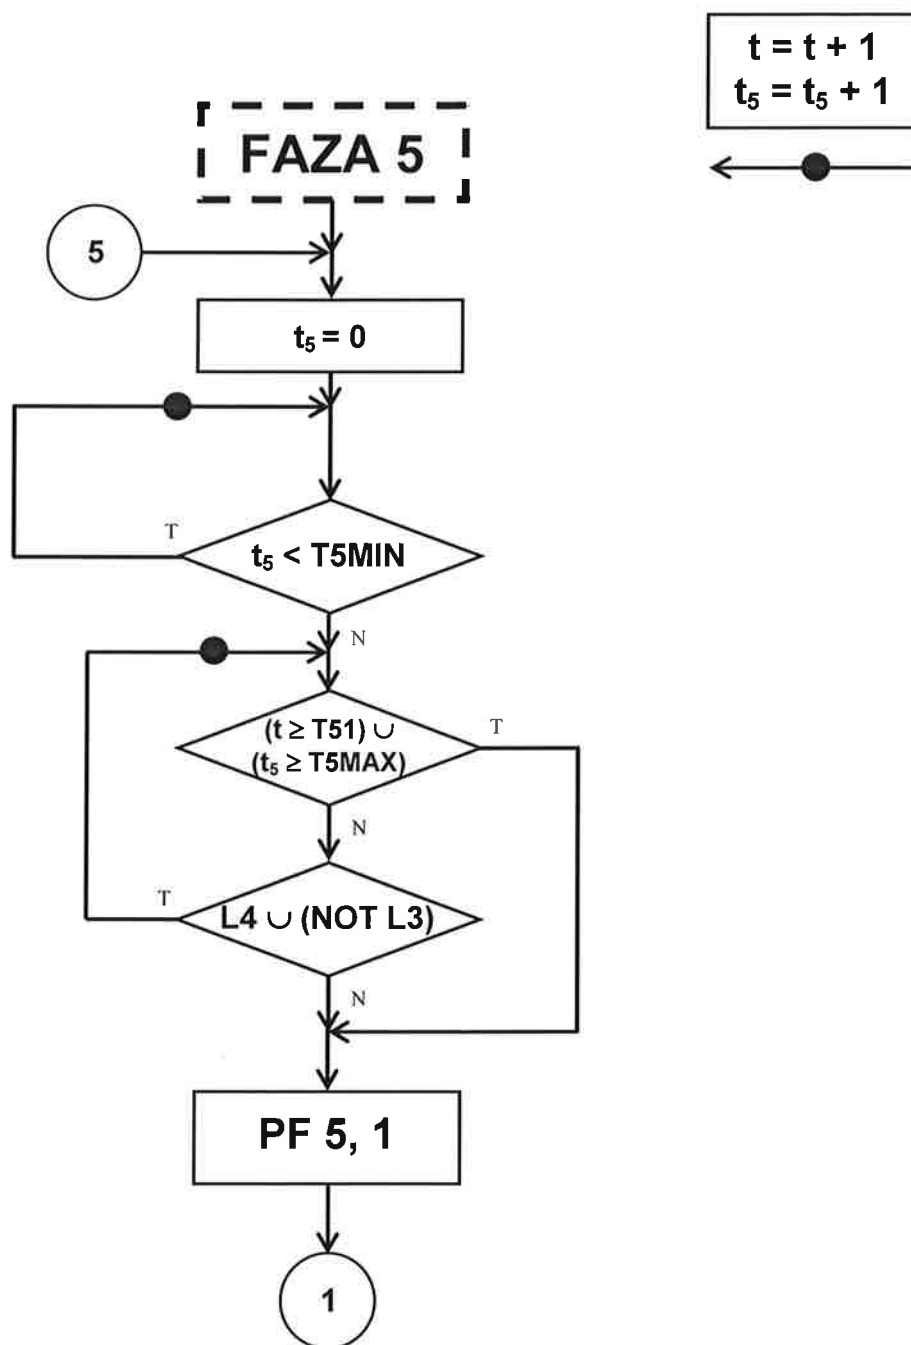 t = t + 1
t₅ = t₅ + 1
FAZA 5
5
t₅ = 0
T
t₅ < T5MIN
N
(t ≥ T51) ∪
(t₅ ≥ T5MAX)
T
N
T
L4 ∪ (NOT L3)
N
PF 5, 1
1